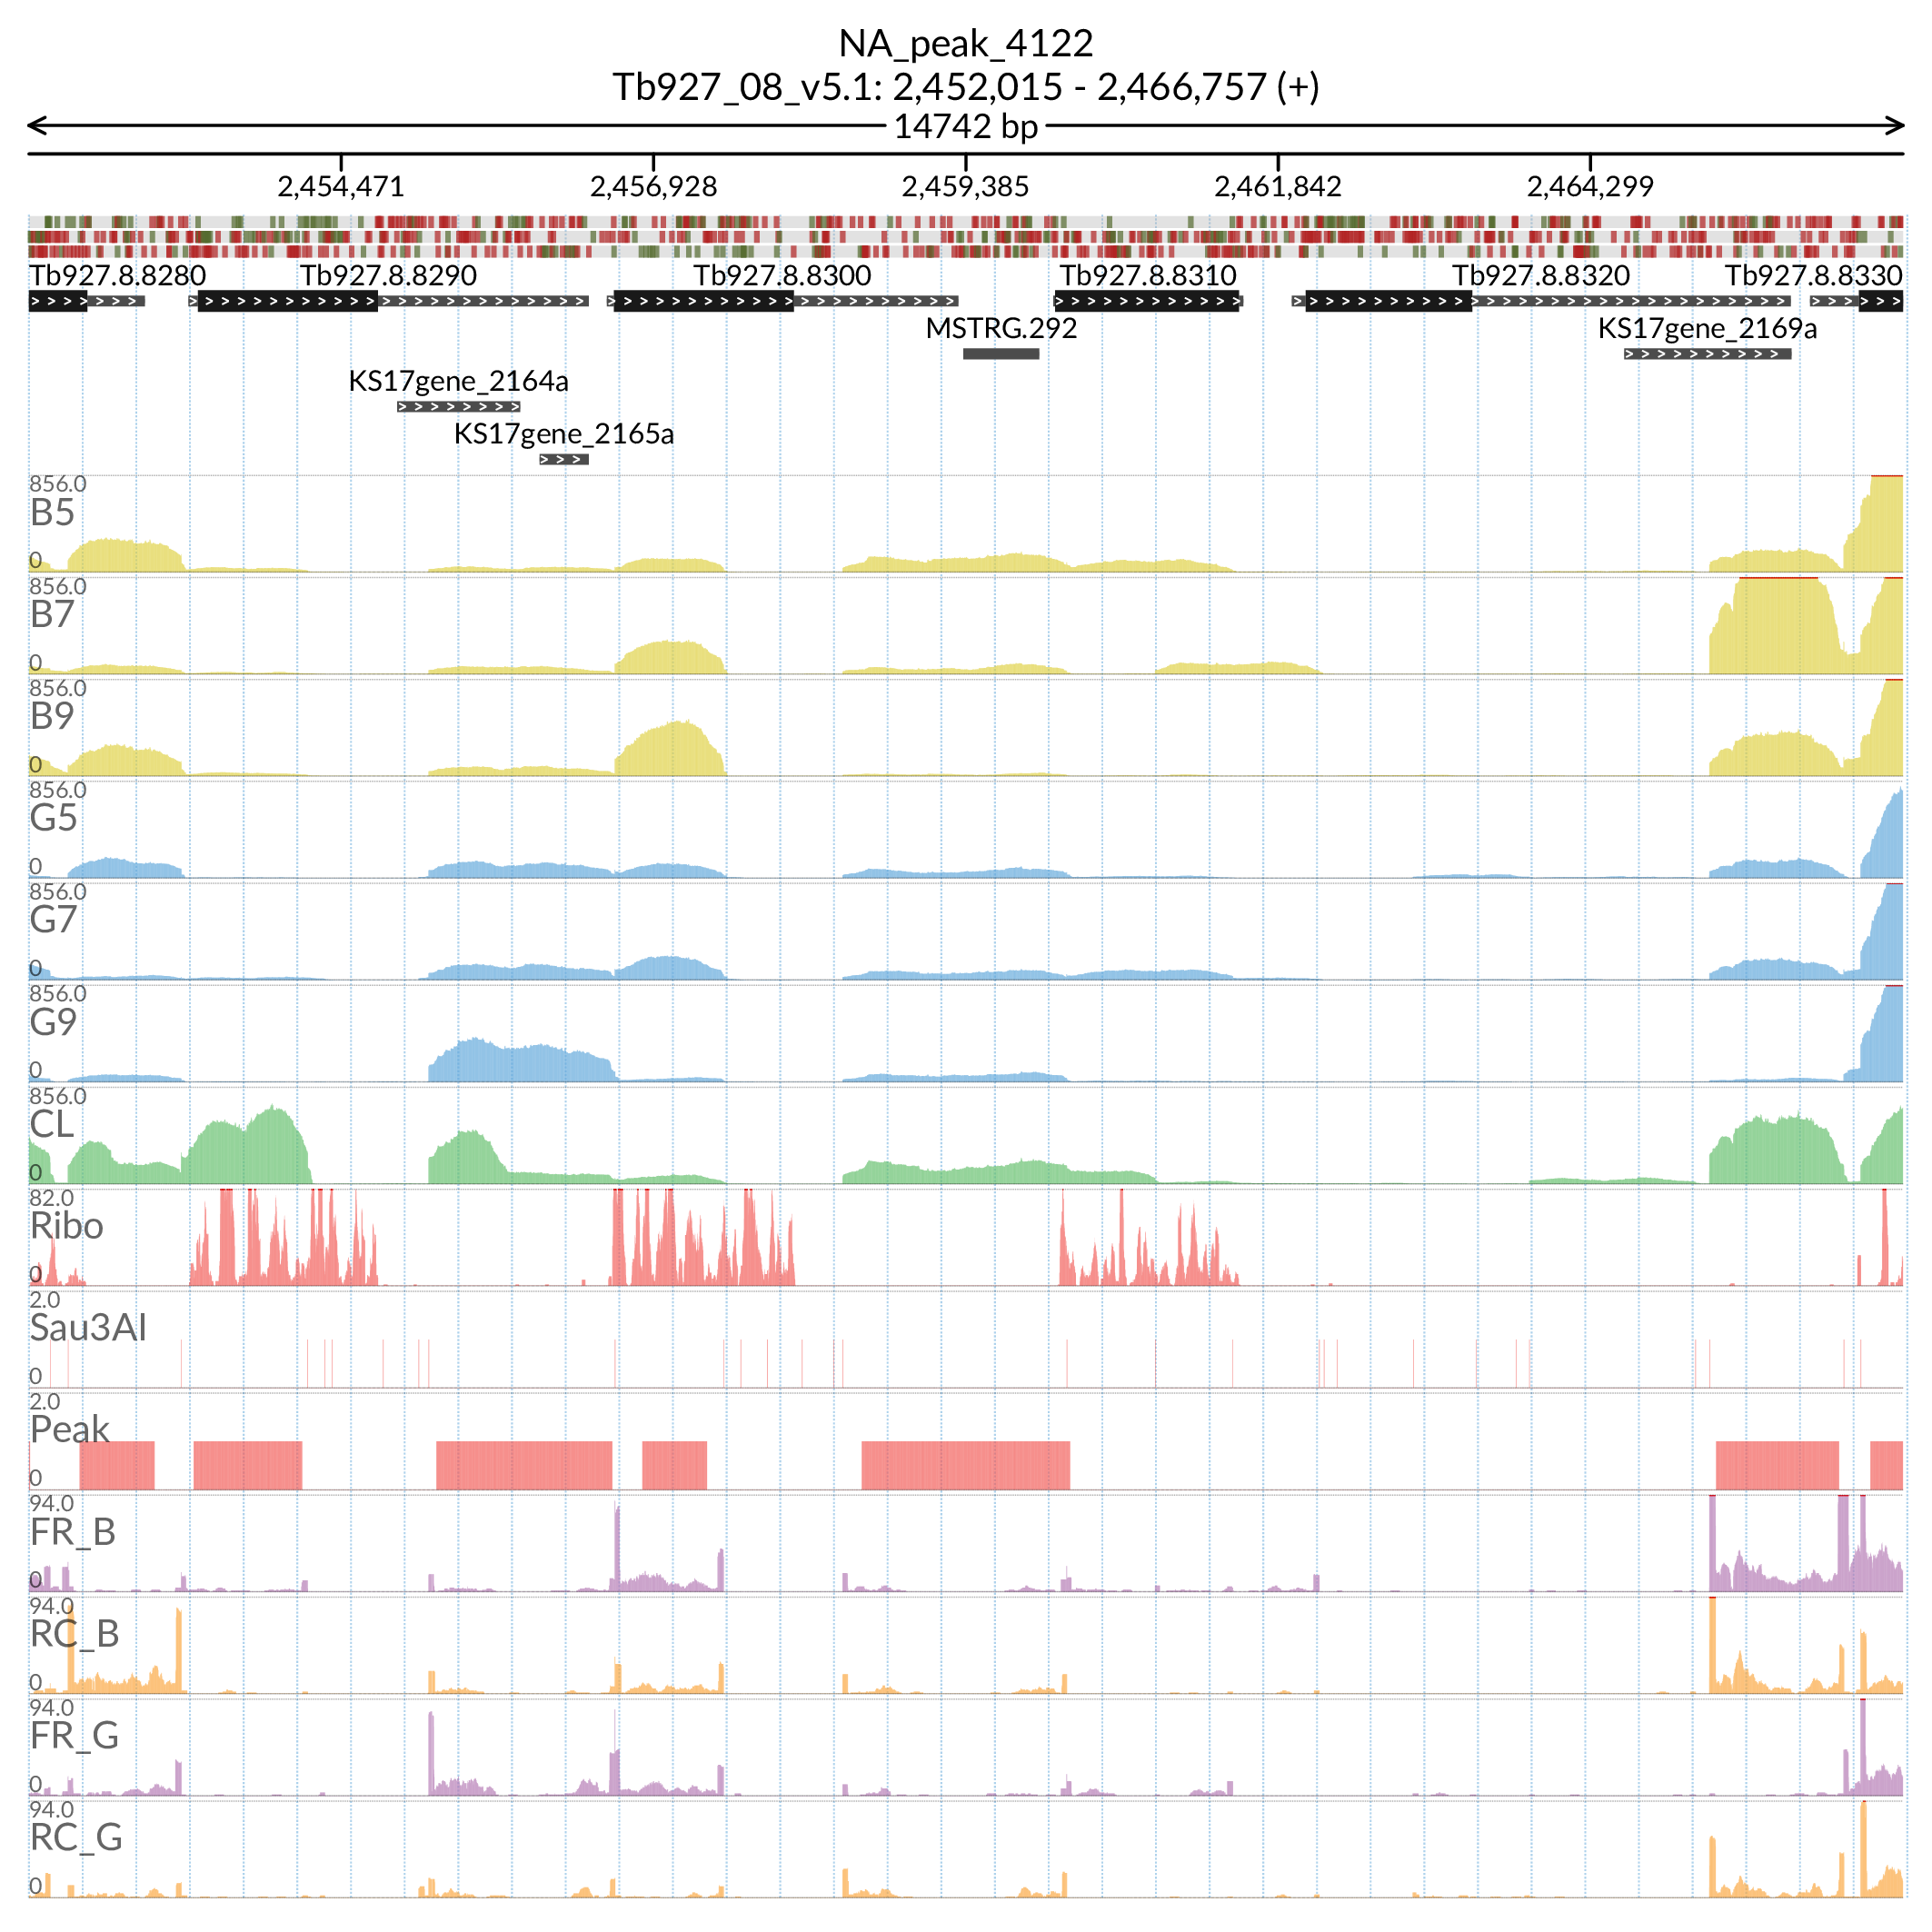 NA_peak_4122
Tb927_08_v5.1: 2,452,015 - 2,466,757 (+)
14742 bp
2,454,471 2,456,928 2,459,385 2,461,842 2,464,299
Tb927.8.8280 Tb927.8.8290 Tb927.8.8300 Tb927.8.8310 Tb927.8.8320 Tb927.8.8330
MSTRG.292 KS17gene_2169a
KS17gene_2164a
KS17gene_2165a
856.0
B5
0
856.0
B7
0
856.0
B9
0
856.0
G5
0
856.0
G7
0
856.0
G9
0
856.0
CL
0
82.0
Ribo
0
2.0
Sau3AI
0
2.0
Peak
0
94.0
FR_B
0
94.0
RC_B
0
94.0
FR_G
0
94.0
RC_G
0